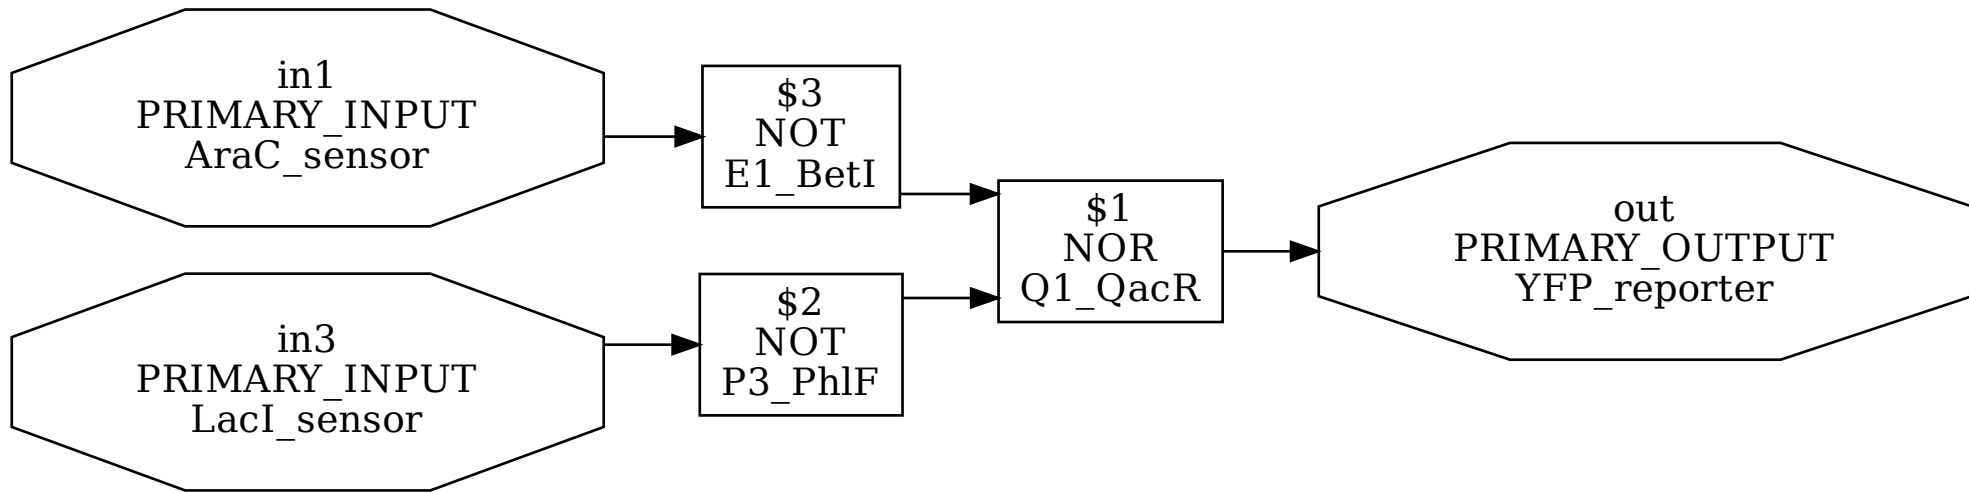 in1
PRIMARY_INPUT
AraC_sensor
$3
NOT
E1_BetI
in3
PRIMARY_INPUT
LacI_sensor
$2
NOT
P3_PhlF
$1
NOR
Q1_QacR
out
PRIMARY_OUTPUT
YFP_reporter